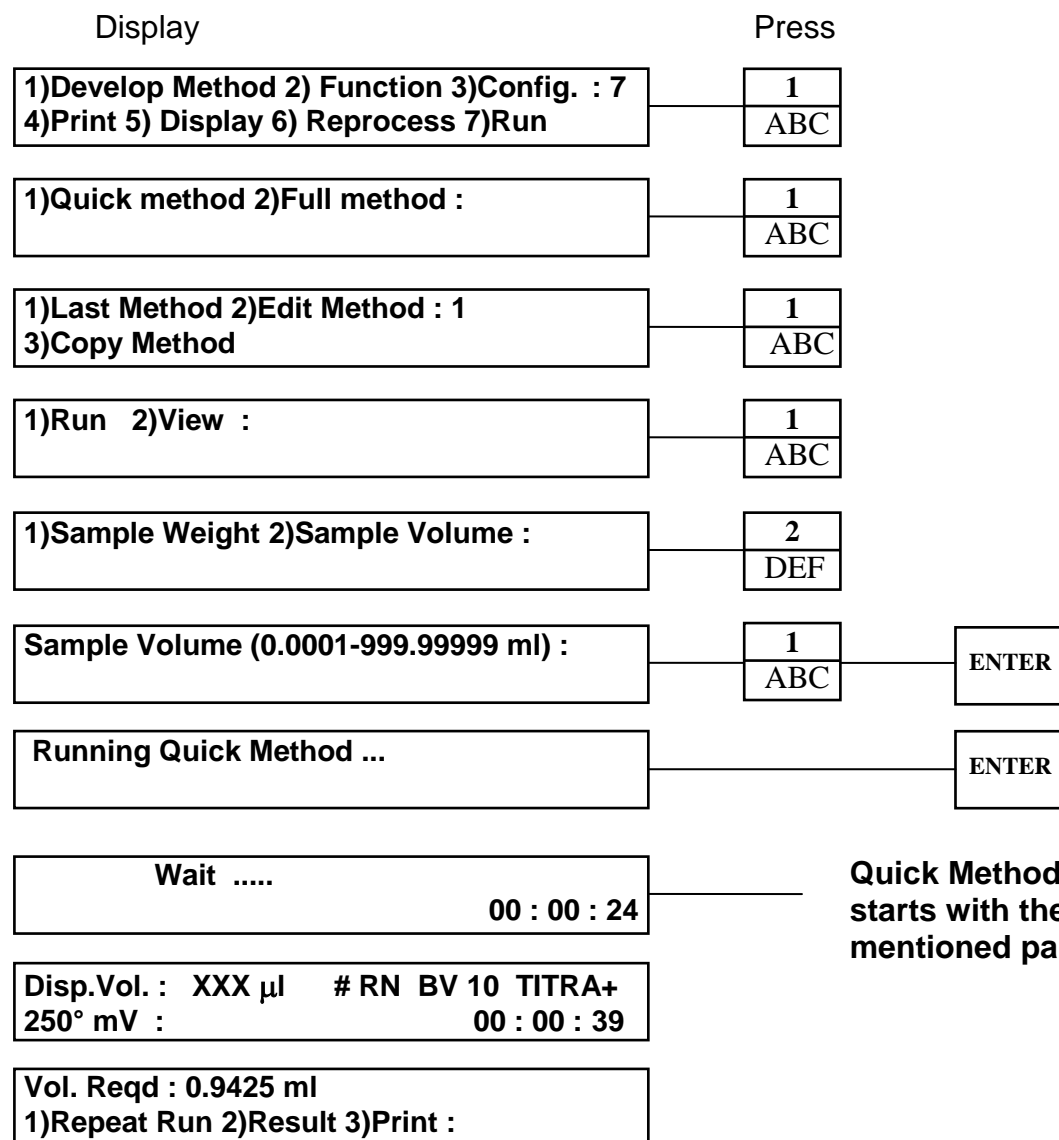 Display Press
1)Develop Method 2) Function 3)Config. : 7
4)Print 5) Display 6) Reprocess 7)Run
1
ABC
1)Quick method 2)Full method :
1
ABC
1)Last Method 2)Edit Method : 1
3)Copy Method
1
ABC
1)Run 2)View :
1
ABC
1)Sample Weight 2)Sample Volume :
2
DEF
Sample Volume (0.0001-999.99999 ml) :
1
ABC
ENTER
Running Quick Method ...
ENTER
Wait .....
00 : 00 : 24
Quick Method
starts with the
mentioned pa
Disp.Vol. : XXX µl # RN BV 10 TITRA+
250° mV : 00 : 00 : 39
Vol. Reqd : 0.9425 ml
1)Repeat Run 2)Result 3)Print :